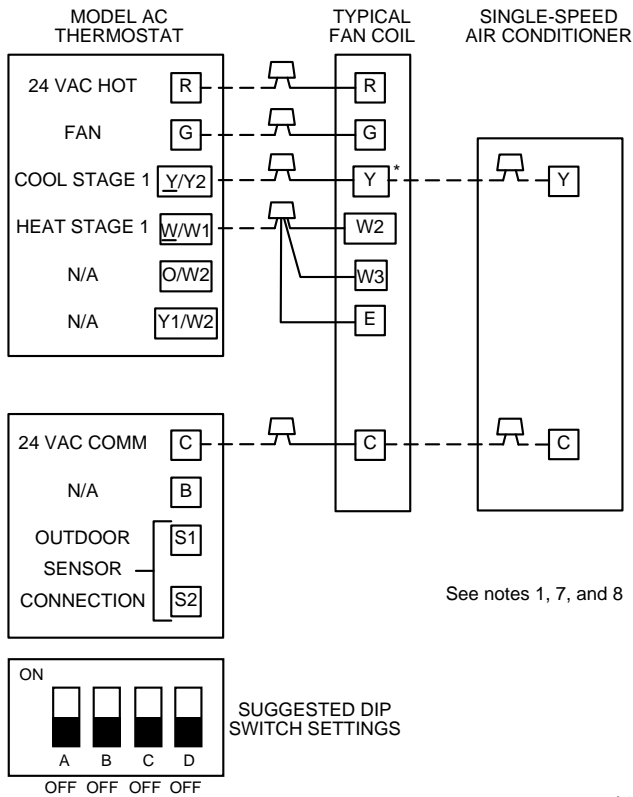 MODEL AC
THERMOSTAT
TYPICAL
FAN COIL
SINGLE-SPEED
AIR CONDITIONER
24 VAC HOT R R
FAN G G
COOL STAGE 1 Y/Y2 Y * Y
HEAT STAGE 1 W/W1 W2
N/A O/W2 W3
N/A Y1/W2 E
24 VAC COMM C C C
N/A B
OUTDOOR S1
SENSOR
CONNECTION S2
See notes 1, 7, and 8
ON
A B C D
OFF OFF OFF OFF
SUGGESTED DIP
SWITCH SETTINGS